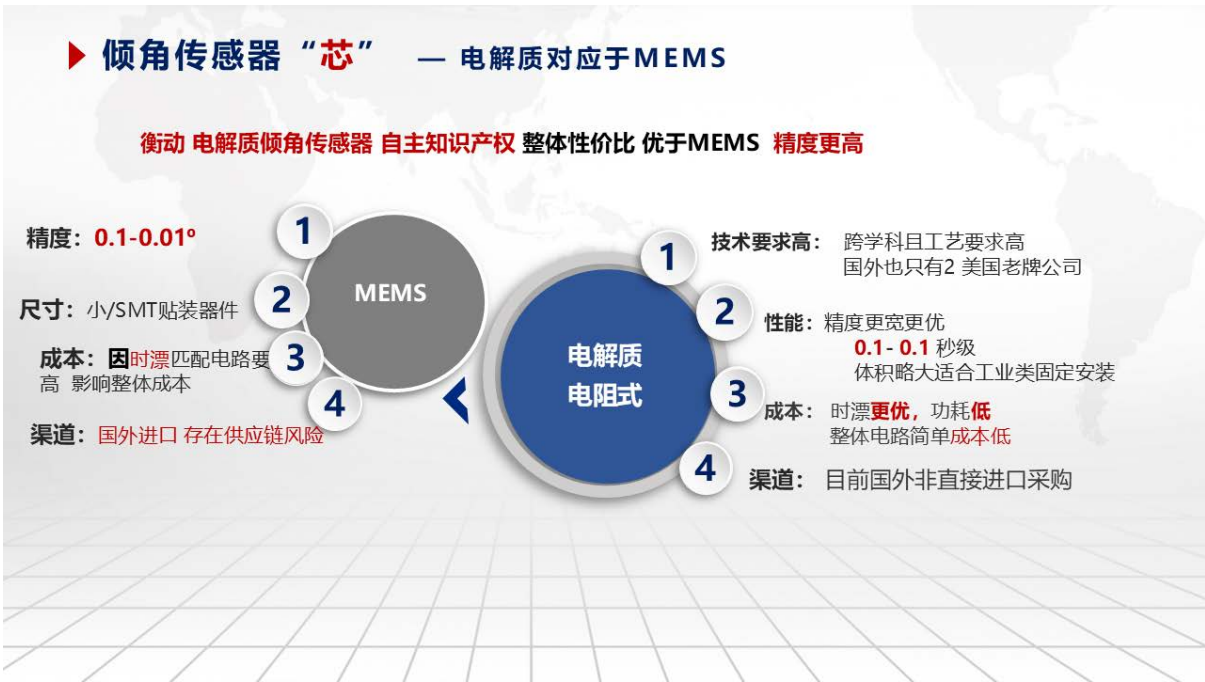 倾角传感器“芯” — 电解质对应于MEMS
衡动 电解质倾角传感器 自主知识产权 整体性价比 优于MEMS 精度更高
精度：0.1-0.01º
尺寸：小/SMT贴装器件
成本：因时漂匹配电路要
高 影响整体成本
渠道：国外进口 存在供应链风险
1
2
3
4
MEMS
电解质
电阻式
1
2
3
4
技术要求高： 跨学科且工艺要求高
国外也只有2 美国老牌公司
性能：精度更宽更优
0.1- 0.1 秒级
体积略大适合工业类固定安装
成本： 时漂更优，功耗低
整体电路简单成本低
渠道： 目前国外非直接进口采购